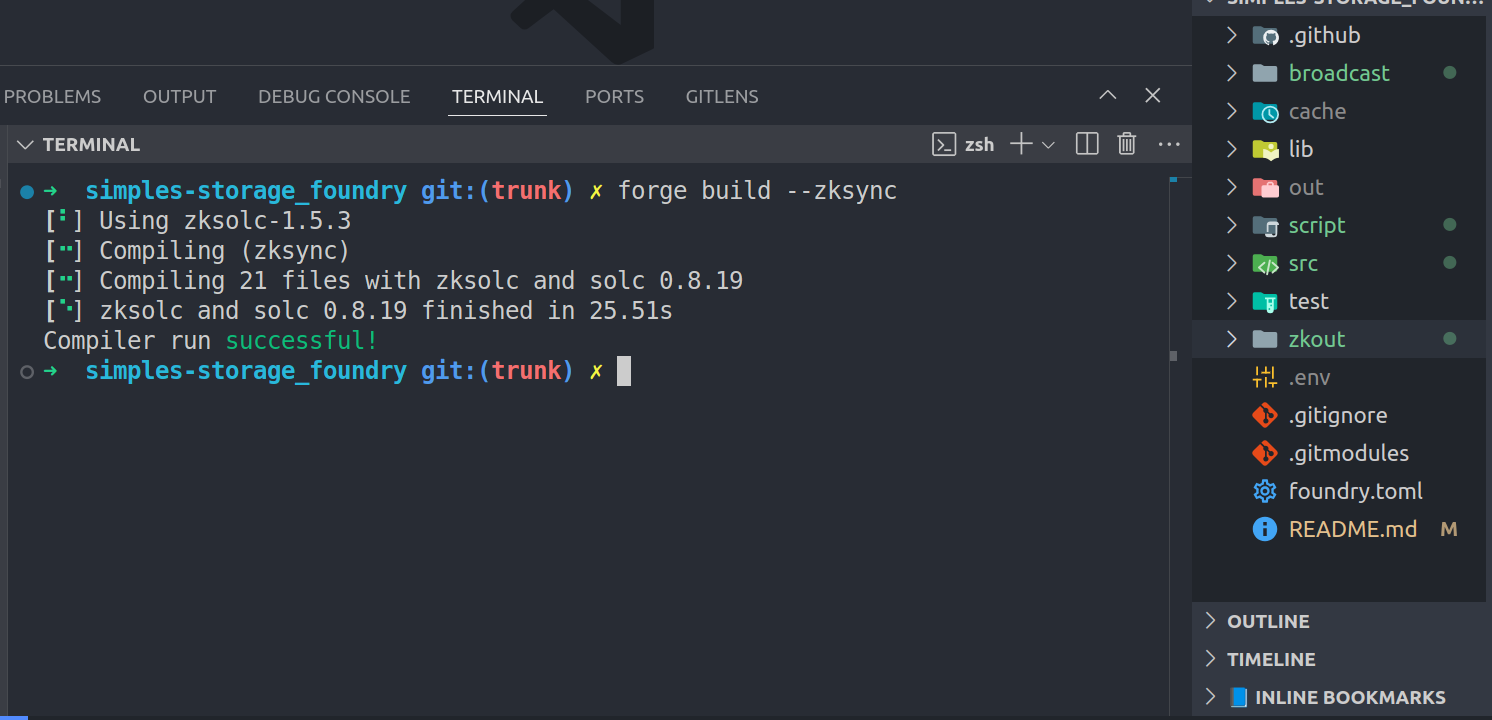 PROBLEMS OUTPUT DEBUG CONSOLE TERMINAL PORTS GITLENS
TERMINAL
zsh
simples-storage_foundry git:(trunk) ✗ forge build --zksync
[⠃] Using zksolc-1.5.3
[⠒] Compiling (zksync)
[⠒] Compiling 21 files with zksolc and solc 0.8.19
[⠑] zksolc and solc 0.8.19 finished in 25.51s
Compiler run successful!
simples-storage_foundry git:(trunk) ✗
SIMPLES-STORAGE_FOUN...
.github
broadcast
cache
lib
out
script
src
test
zkout
.env
.gitignore
.gitmodules
foundry.toml
README.md M
OUTLINE
TIMELINE
INLINE BOOKMARKS